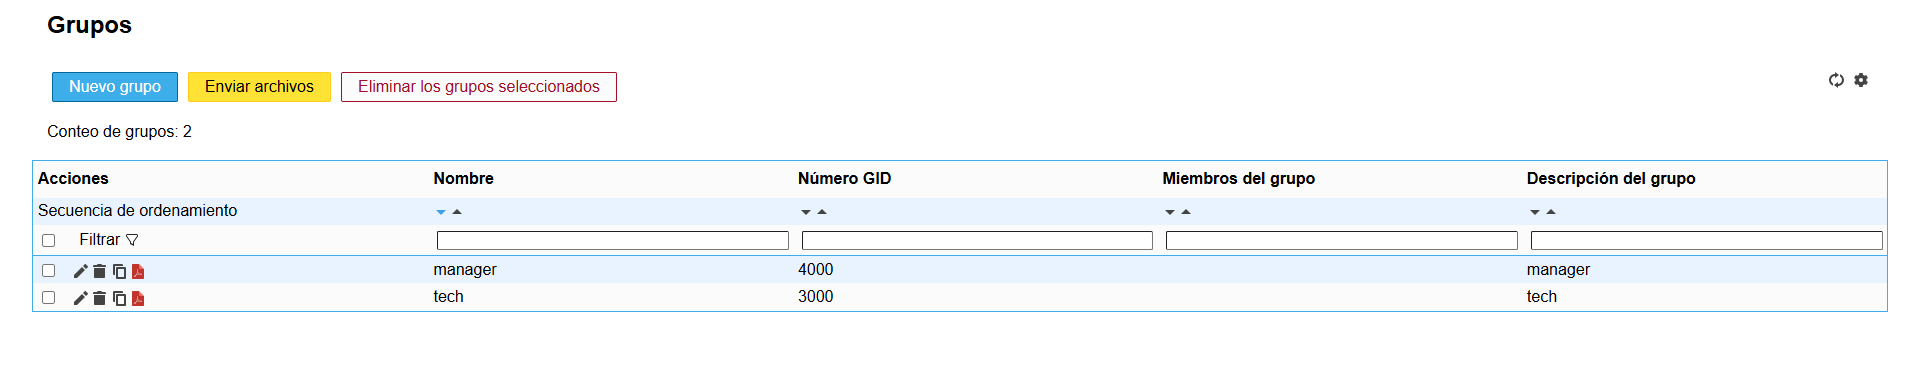 Grupos
Nuevo grupo Enviar archivos Eliminar los grupos seleccionados
Conteo de grupos: 2
Acciones Nombre Número GID Miembros del grupo Descripción del grupo
Secuencia de ordenamiento
Filtrar
manager 4000 manager
tech 3000 tech